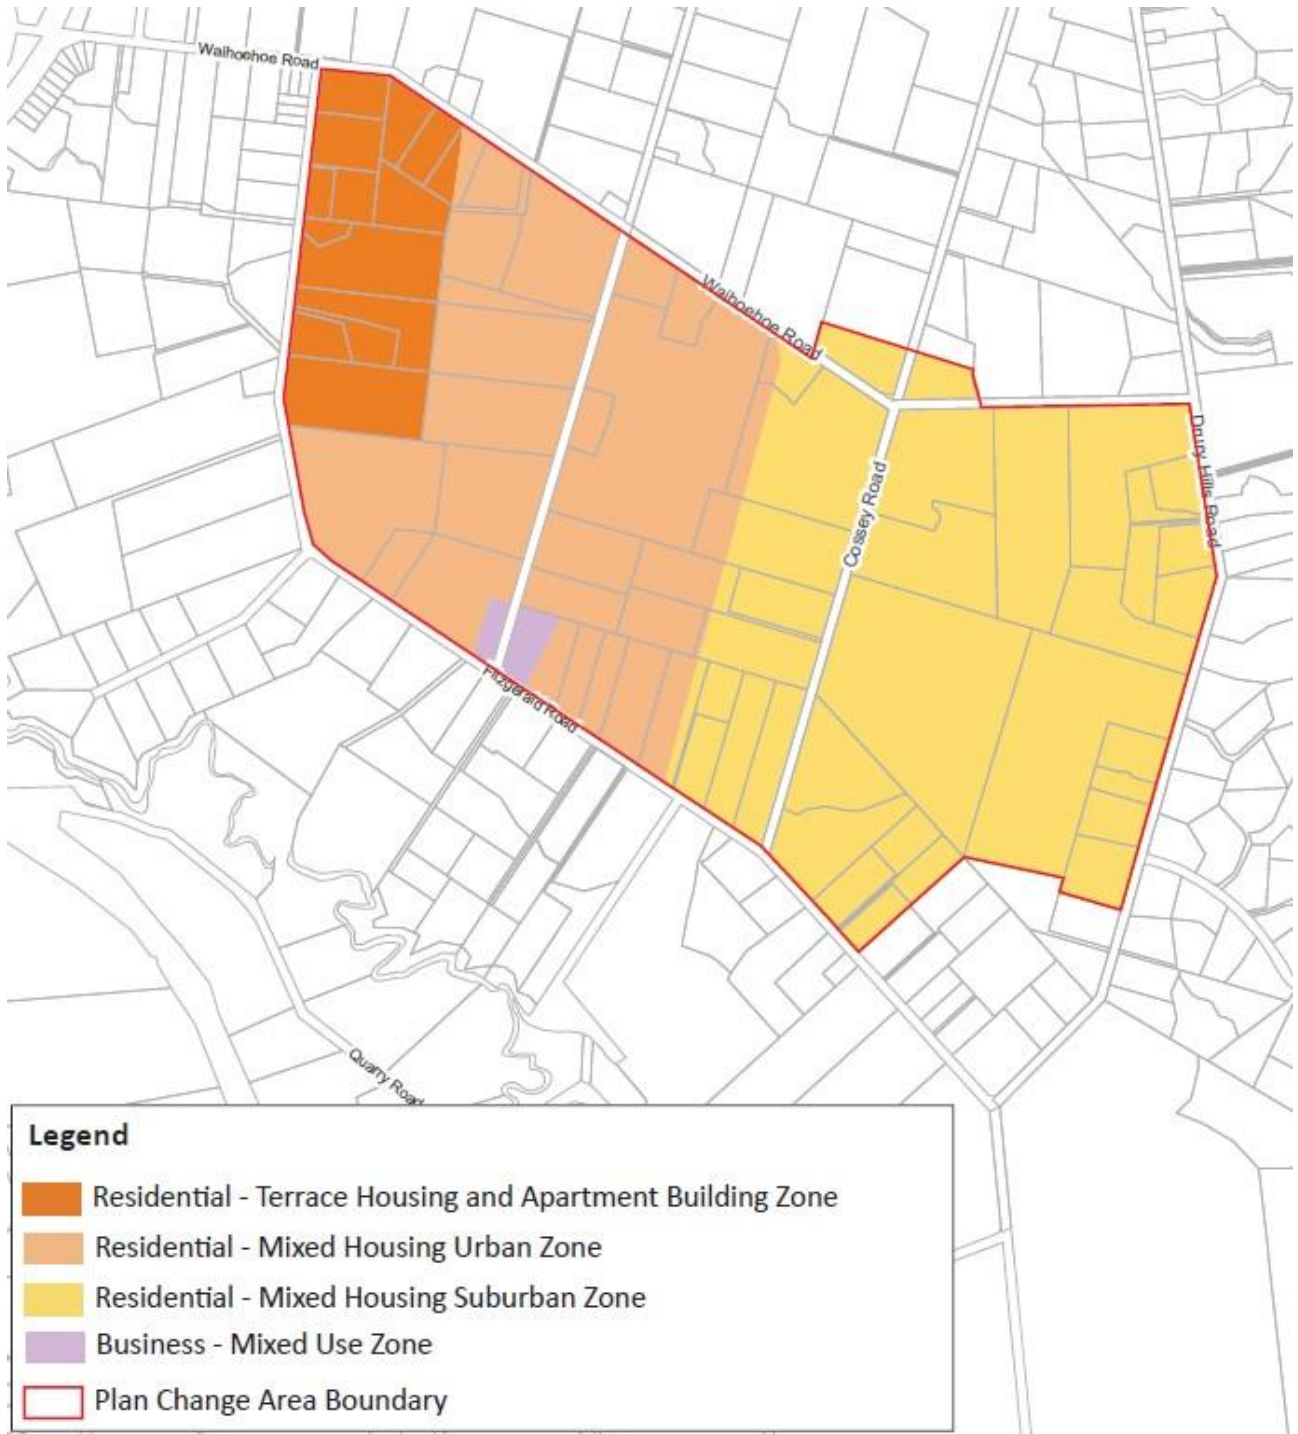 Waihoehoe Road
Waihoehoe Road
Drury Hills Road
Cossey Road
Fitzgerald Road
Quarry Road
Legend
Residential - Terrace Housing and Apartment Building Zone
Residential - Mixed Housing Urban Zone
Residential - Mixed Housing Suburban Zone
Business - Mixed Use Zone
Plan Change Area Boundary